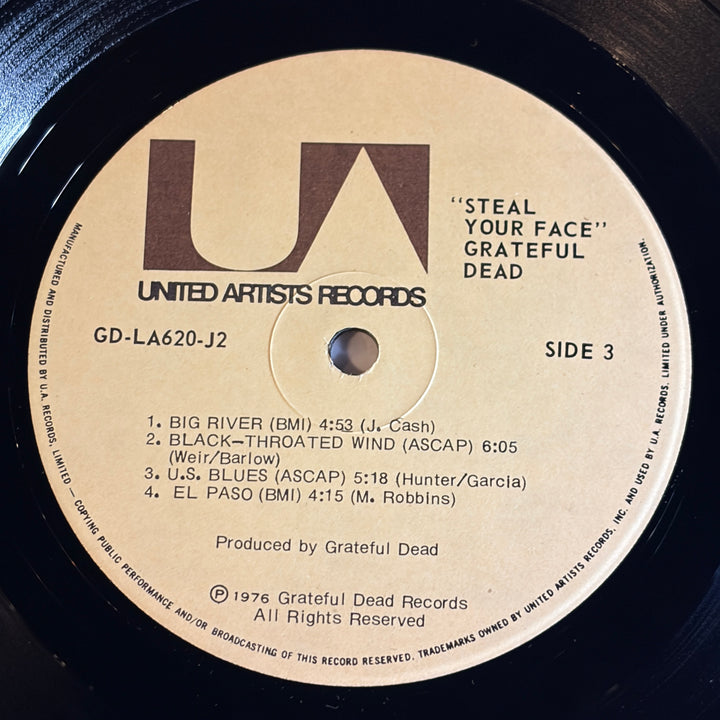 UA
UNITED ARTISTS RECORDS
"STEAL
YOUR FACE"
GRATEFUL
DEAD
GD-LA620-J2
SIDE 3
1. BIG RIVER (BMI) 4:53 (J. Cash)
2. BLACK-THROATED WIND (ASCAP) 6:05
(Weir/Barlow)
3. U.S. BLUES (ASCAP) 5:18 (Hunter/Garcia)
4. EL PASO (BMI) 4:15 (M. Robbins)
Produced by Grateful Dead
Ⓟ 1976 Grateful Dead Records
All Rights Reserved
MANUFACTURED AND DISTRIBUTED BY U.A. RECORDS, LIMITED — COPYING PUBLIC PERFORMANCE AND/OR BROADCASTING OF THIS RECORD RESERVED. TRADEMARKS OWNED BY UNITED ARTISTS RECORDS, INC. AND USED BY U.A. RECORDS, LIMITED UNDER AUTHORIZATION.